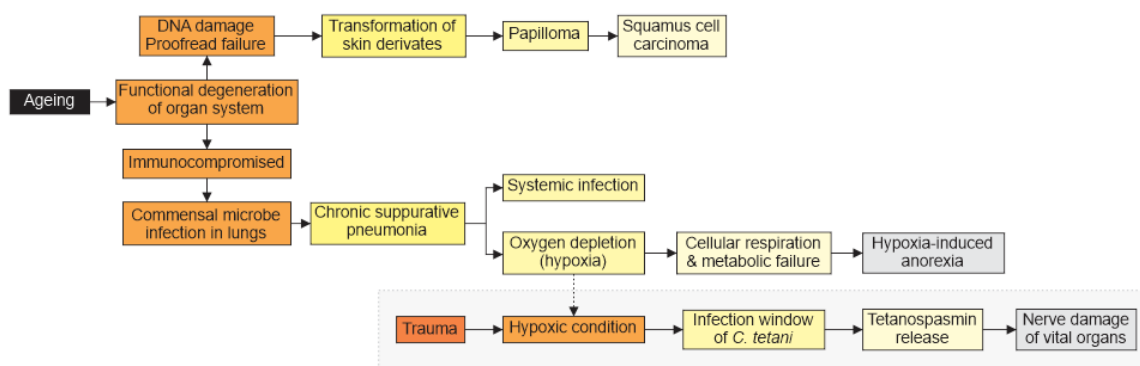 DNA damage
Proofread failure
Transformation of
skin derivates
Papilloma
Squamus cell
carcinoma
Ageing
Functional degeneration
of organ system
Immunocompromised
Commensal microbe
infection in lungs
Chronic suppurative
pneumonia
Systemic infection
Oxygen depletion
(hypoxia)
Cellular respiration
& metabolic failure
Hypoxia-induced
anorexia
Trauma
Hypoxic condition
Infection window
of C. tetani
Tetanospasmin
release
Nerve damage
of vital organs